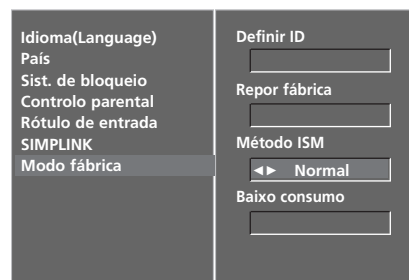 Idioma(Language)
País
Sist. de bloqueio
Controlo parental
Rótulo de entrada
SIMPLINK
Modo fábrica
Definir ID
Repor fábrica
Método ISM
◄► Normal
Baixo consumo